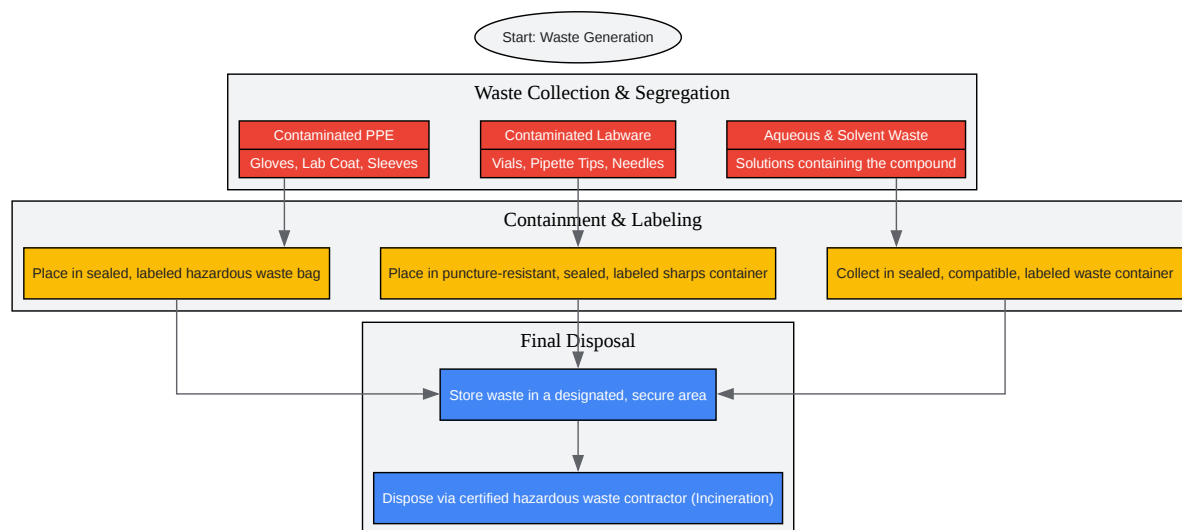 Start: Waste Generation
Waste Collection & Segregation
Contaminated PPE
Gloves, Lab Coat, Sleeves
Contaminated Labware
Vials, Pipette Tips, Needles
Aqueous & Solvent Waste
Solutions containing the compound
Containment & Labeling
Place in sealed, labeled hazardous waste bag
Place in puncture-resistant, sealed, labeled sharps container
Collect in sealed, compatible, labeled waste container
Final Disposal
Store waste in a designated, secure area
Dispose via certified hazardous waste contractor (Incineration)